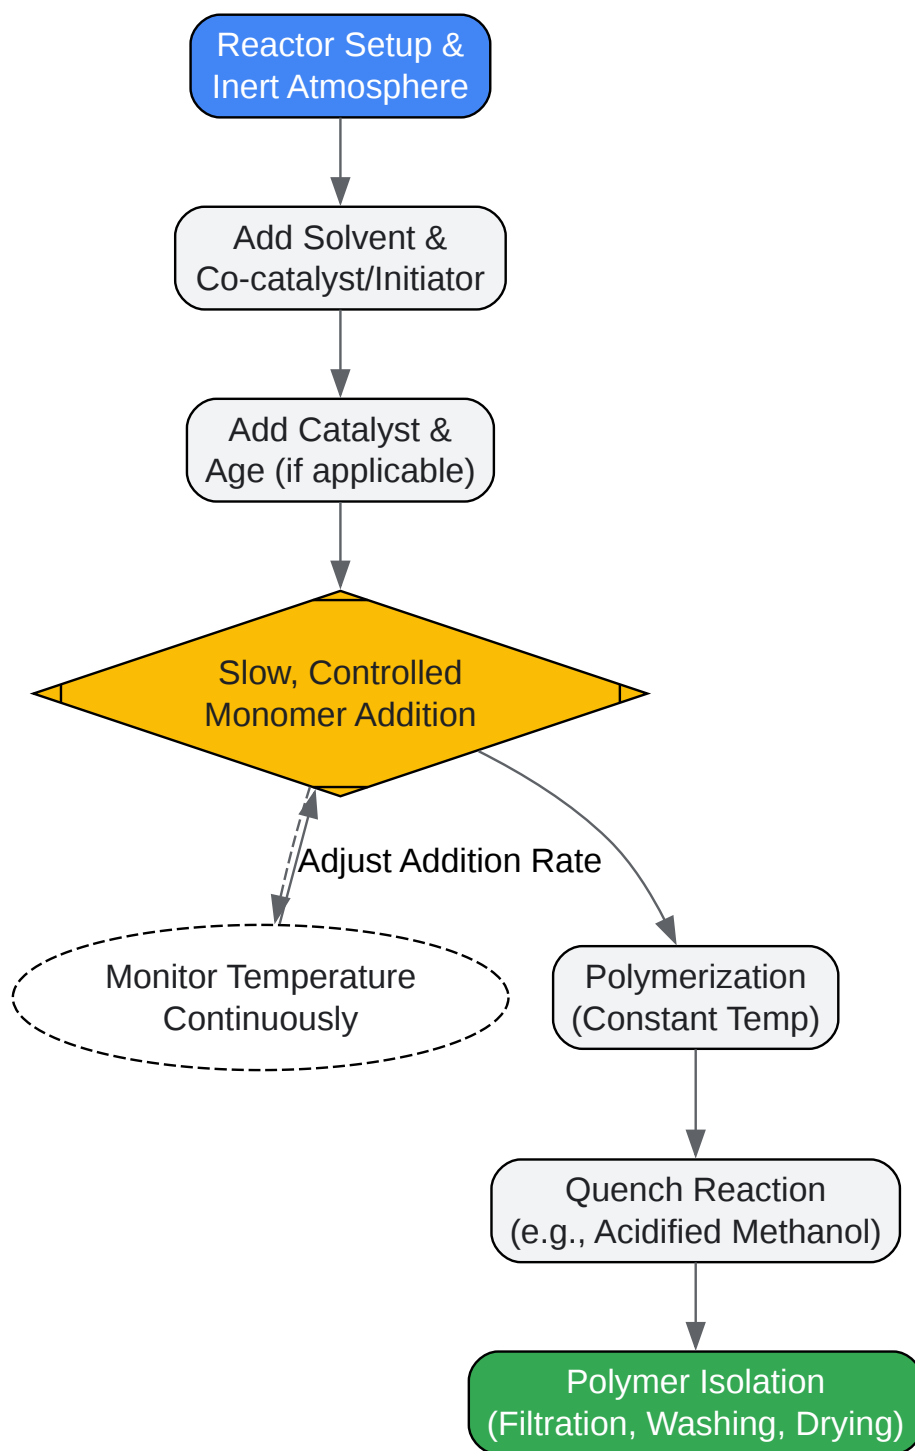 Reactor Setup &
Inert Atmosphere
Add Solvent &
Co-catalyst/Initiator
Add Catalyst &
Age (if applicable)
Slow, Controlled
Monomer Addition
Adjust Addition Rate
Monitor Temperature
Continuously
Polymerization
(Constant Temp)
Quench Reaction
(e.g., Acidified Methanol)
Polymer Isolation
(Filtration, Washing, Drying)